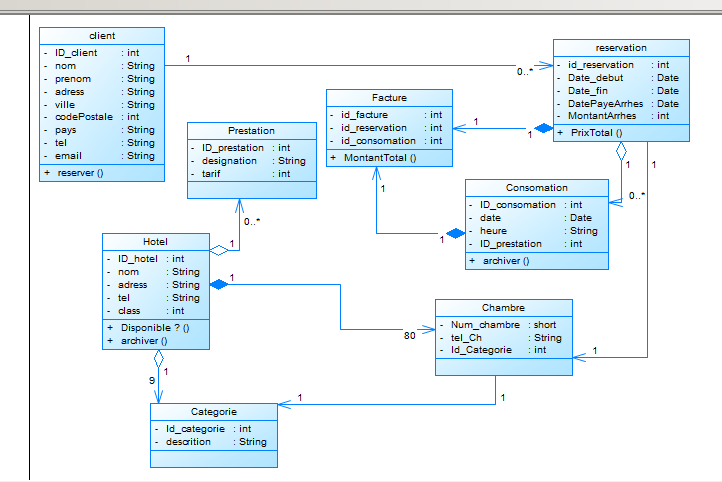 client
- ID_client : int
- nom : String
- prenom : String
- adress : String
- ville : String
- codePostale : int
- pays : String
- tel : String
- email : String
+ reserver ()
1
0..*
reservation
- id_reservation : int
- Date_debut : Date
- Date_fin : Date
- DatePayeArrhes : Date
- MontantArrhes : int
+ PrixTotal ()
Facture
- id_facture : int
- id_reservation : int
- id_consomation : int
+ MontantTotal ()
1
1
Prestation
- ID_prestation : int
- designation : String
- tarif : int
1
1
1
0..*
Consomation
- ID_consomation : int
- date : Date
- heure : String
- ID_prestation : int
+ archiver ()
1
1
0..*
1
Hotel
- ID_hotel : int
- nom : String
- adress : String
- tel : String
- class : int
+ Disponible ? ()
+ archiver ()
1
80
Chambre
- Num_chambre : short
- tel_Ch : String
- Id_Categorie : int
1
1
9
1
1
Categorie
- Id_categorie : int
- descrition : String